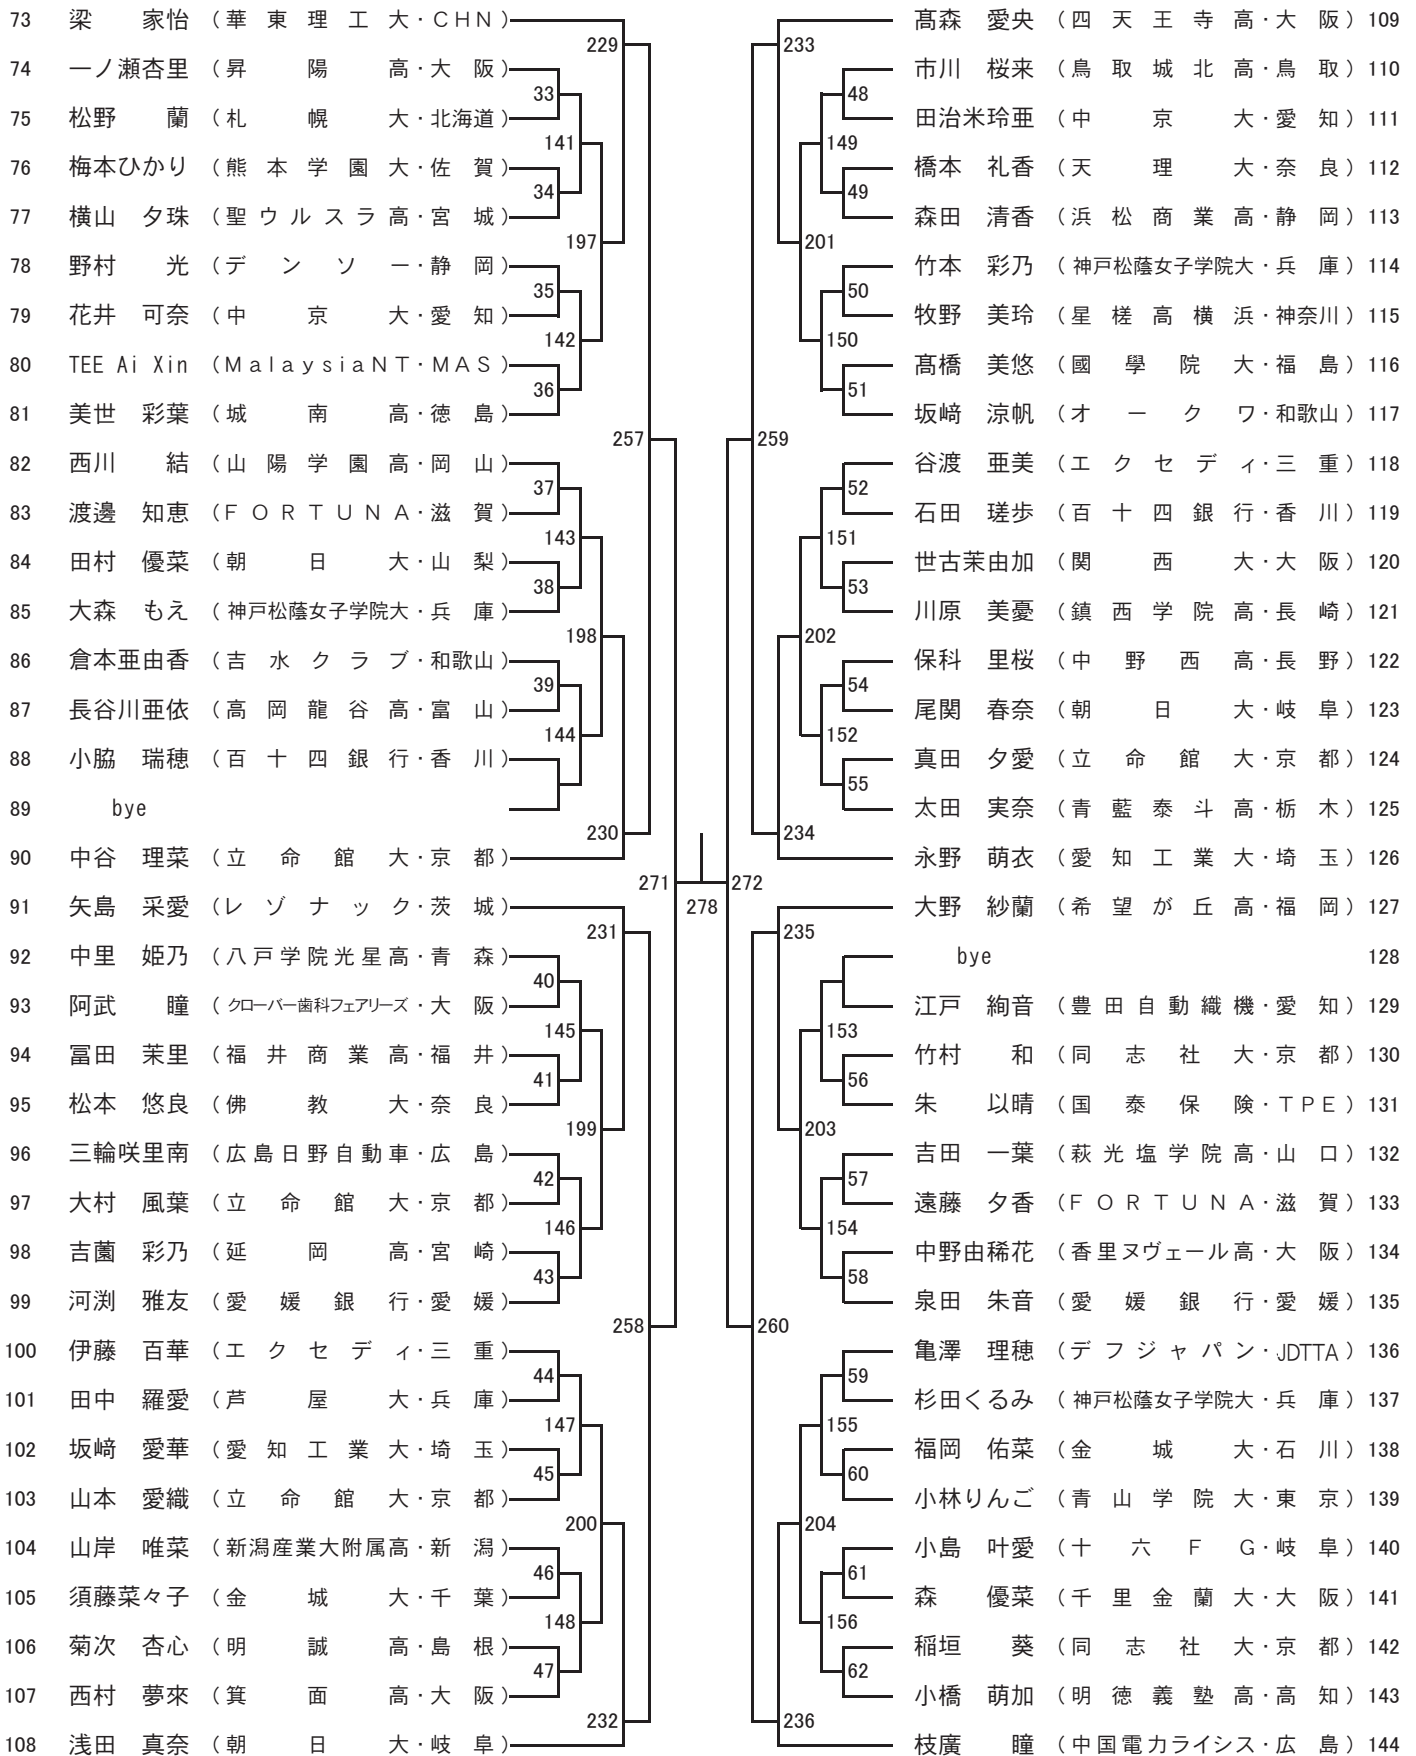 73 梁 家怡 (華東理工大・CHN)
74 一ノ瀬杏里 (昇陽高・大阪)
75 松野 蘭 (札幌大・北海道)
76 梅本ひかり (熊本学園大・佐賀)
77 横山 夕珠 (聖ウルスラ高・宮城)
78 野村 光 (デンソー・静岡)
79 花井 可奈 (中京大・愛知)
80 TEE Ai Xin (MalaysiaNT・MAS)
81 美世 彩葉 (城南高・徳島)
82 西川 結 (山陽学園高・岡山)
83 渡邊 知恵 (FORTUNA・滋賀)
84 田村 優菜 (朝日大・山梨)
85 大森 もえ (神戸松蔭女子学院大・兵庫)
86 倉本亜由香 (吉水クラブ・和歌山)
87 長谷川亜依 (高岡龍谷高・富山)
88 小脇 瑞穂 (百十四銀行・香川)
89 bye
90 中谷 理菜 (立命館大・京都)
91 矢島 采愛 (レゾナック・茨城)
92 中里 姫乃 (八戸学院光星高・青森)
93 阿武 瞳 (クローバー歯科フェアリーズ・大阪)
94 冨田 茉里 (福井商業高・福井)
95 松本 悠良 (佛教大・奈良)
96 三輪咲里南 (広島日野自動車・広島)
97 大村 風葉 (立命館大・京都)
98 吉薗 彩乃 (延岡高・宮崎)
99 河渕 雅友 (愛媛銀行・愛媛)
100 伊藤 百華 (エクセディ・三重)
101 田中 羅愛 (芦屋大・兵庫)
102 坂﨑 愛華 (愛知工業大・埼玉)
103 山本 愛織 (立命館大・京都)
104 山岸 唯菜 (新潟産業大附属高・新潟)
105 須藤菜々子 (金城大・千葉)
106 菊次 杏心 (明誠高・島根)
107 西村 夢來 (箕面高・大阪)
108 浅田 真奈 (朝日大・岐阜)
33
34
35
36
37
38
39
40
41
42
43
44
45
46
47
141
142
143
144
145
146
147
148
197
198
199
200
229
230
231
232
257
258
271
278
272
259
260
233
234
235
236
201
202
203
204
149
150
151
152
153
154
155
156
48
49
50
51
52
53
54
55
56
57
58
59
60
61
62
髙森 愛央 (四天王寺高・大阪) 109
市川 桜来 (鳥取城北高・鳥取) 110
田治米玲亜 (中京大・愛知) 111
橋本 礼香 (天理大・奈良) 112
森田 清香 (浜松商業高・静岡) 113
竹本 彩乃 (神戸松蔭女子学院大・兵庫) 114
牧野 美玲 (星槎高横浜・神奈川) 115
髙橋 美悠 (國學院大・福島) 116
坂﨑 涼帆 (オークワ・和歌山) 117
谷渡 亜美 (エクセディ・三重) 118
石田 瑳歩 (百十四銀行・香川) 119
世古茉由加 (関西大・大阪) 120
川原 美憂 (鎮西学院高・長崎) 121
保科 里桜 (中野西高・長野) 122
尾関 春奈 (朝日大・岐阜) 123
真田 夕愛 (立命館大・京都) 124
太田 実奈 (青藍泰斗高・栃木) 125
永野 萌衣 (愛知工業大・埼玉) 126
大野 紗蘭 (希望が丘高・福岡) 127
bye 128
江戸 絢音 (豊田自動織機・愛知) 129
竹村 和 (同志社大・京都) 130
朱 以晴 (国泰保険・TPE) 131
吉田 一葉 (萩光塩学院高・山口) 132
遠藤 夕香 (FORTUNA・滋賀) 133
中野由稀花 (香里ヌヴェール高・大阪) 134
泉田 朱音 (愛媛銀行・愛媛) 135
亀澤 理穂 (デフジャパン・JDTTA) 136
杉田くるみ (神戸松蔭女子学院大・兵庫) 137
福岡 佑菜 (金城大・石川) 138
小林りんご (青山学院大・東京) 139
小島 叶愛 (十六FG・岐阜) 140
森 優菜 (千里金蘭大・大阪) 141
稲垣 葵 (同志社大・京都) 142
小橋 萌加 (明徳義塾高・高知) 143
枝廣 瞳 (中国電力ライシス・広島) 144